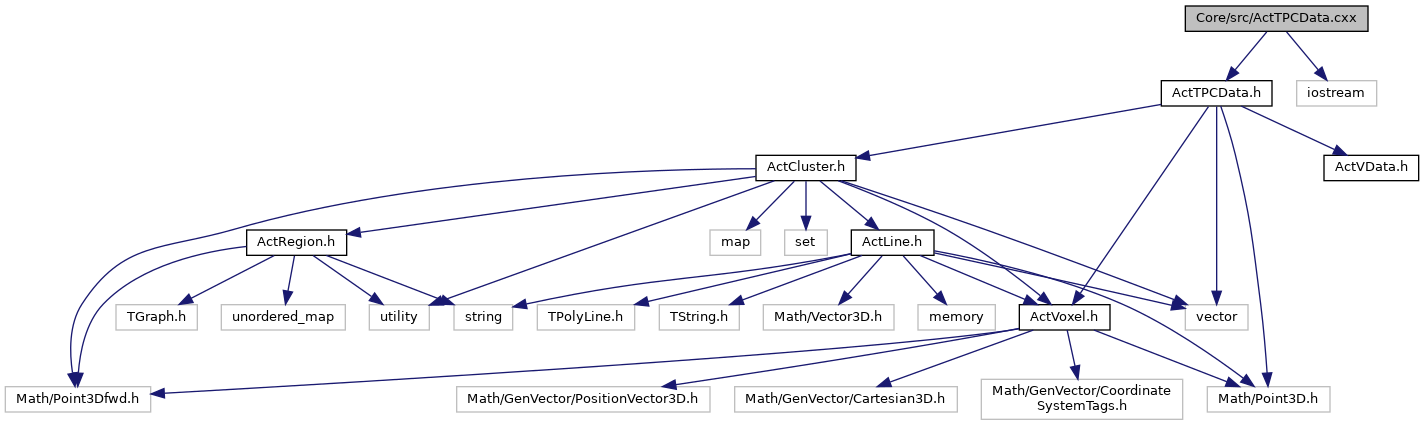 Core/src/ActTPCData.cxx
ActTPCData.h
iostream
ActCluster.h
ActVData.h
ActRegion.h
map
set
ActLine.h
TGraph.h
unordered_map
utility
string
TPolyLine.h
TString.h
Math/Vector3D.h
memory
ActVoxel.h
vector
Math/Point3Dfwd.h
Math/GenVector/PositionVector3D.h
Math/GenVector/Cartesian3D.h
Math/GenVector/Coordinate
SystemTags.h
Math/Point3D.h